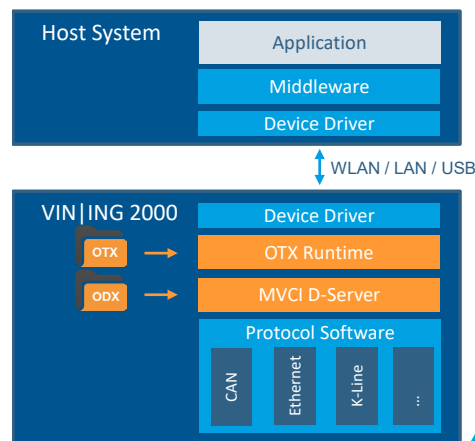 Host System
Application
Middleware
Device Driver
WLAN / LAN / USB
VIN|ING 2000
Device Driver
OTX
OTX Runtime
ODX
MVCI D-Server
Protocol Software
CAN
Ethernet
K-Line
...